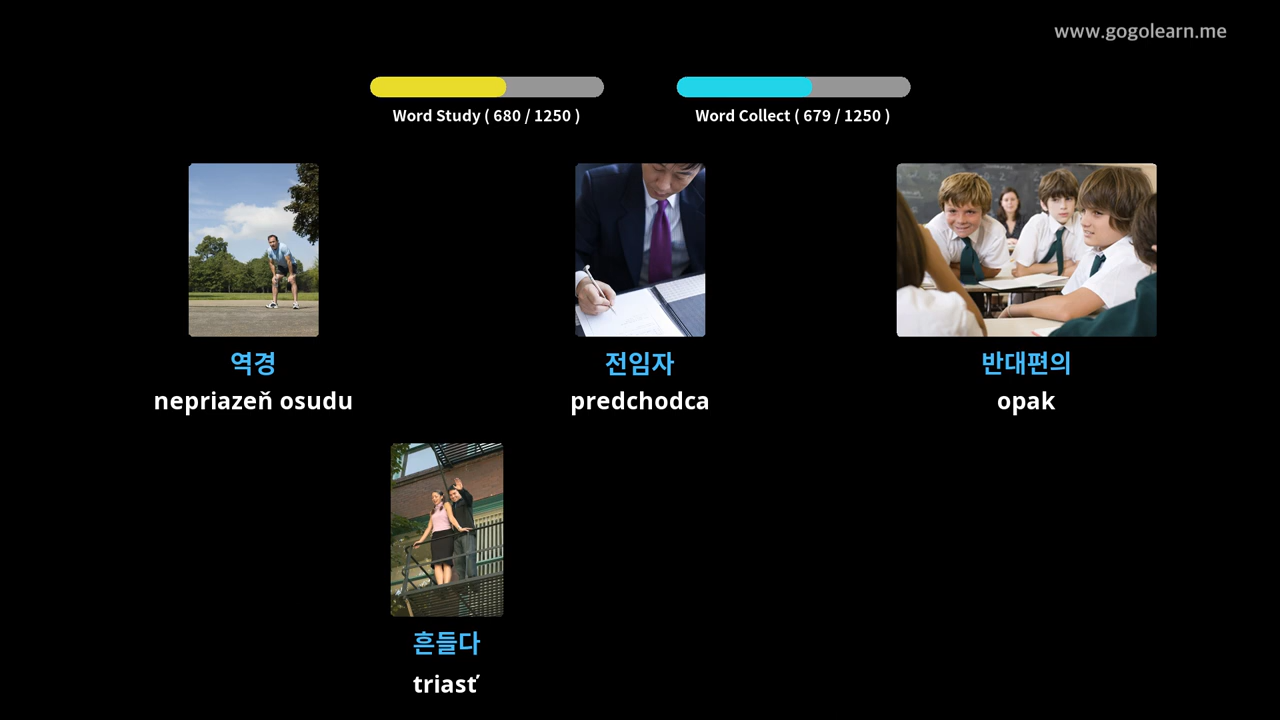 www.gogolearn.me
Word Study ( 680 / 1250 )
Word Collect ( 679 / 1250 )
역경
nepriazeň osudu
전임자
predchodca
반대편의
opak
흔들다
triasť